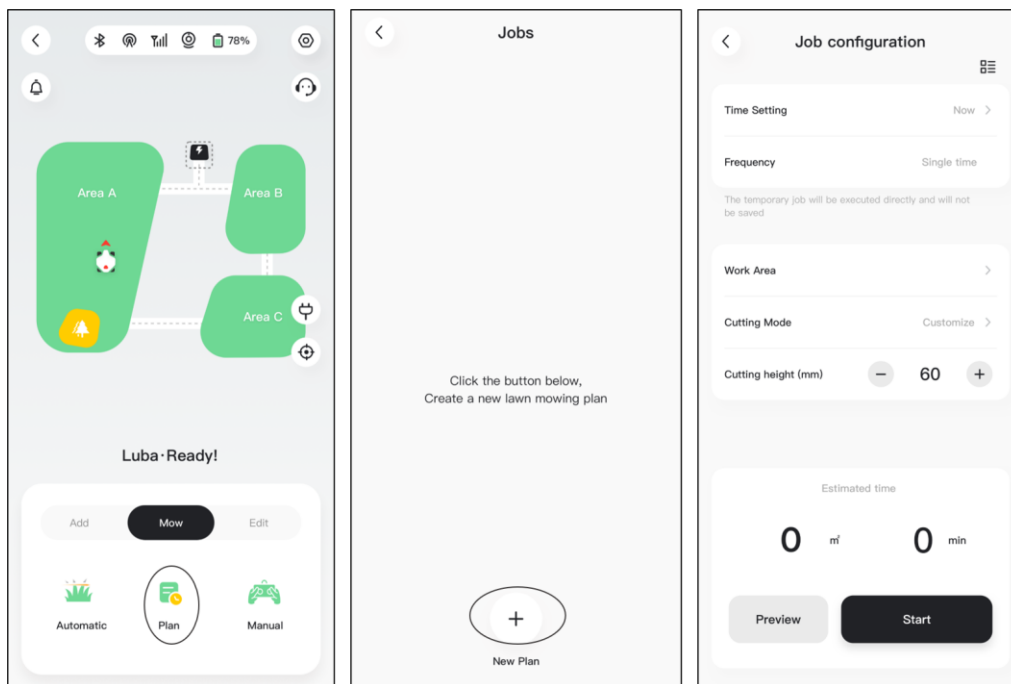 78%
Area A
Area B
Area C
Luba·Ready!
Add Mow Edit
Automatic Plan Manual
Jobs
Click the button below,
Create a new lawn mowing plan
New Plan
Job configuration
Time Setting Now
Frequency Single time
The temporary job will be executed directly and will not
be saved
Work Area
Cutting Mode Customize
Cutting height (mm) − 60 +
Estimated time
0 ㎡ 0 min
Preview Start